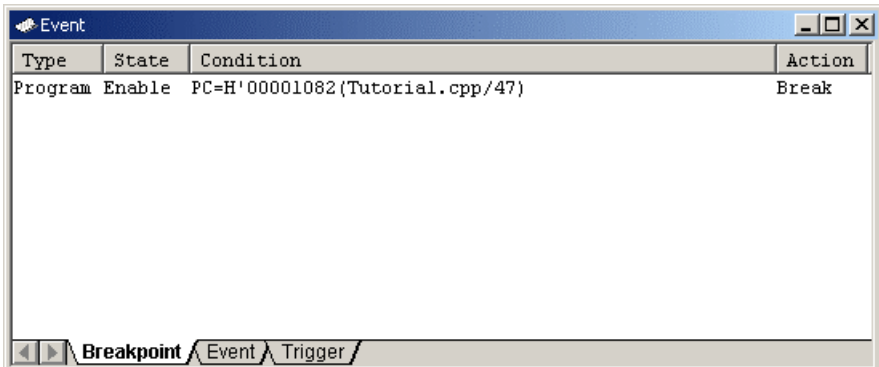 Event
Type State Condition Action
Program Enable PC=H'00001082(Tutorial.cpp/47) Break
Breakpoint Event Trigger